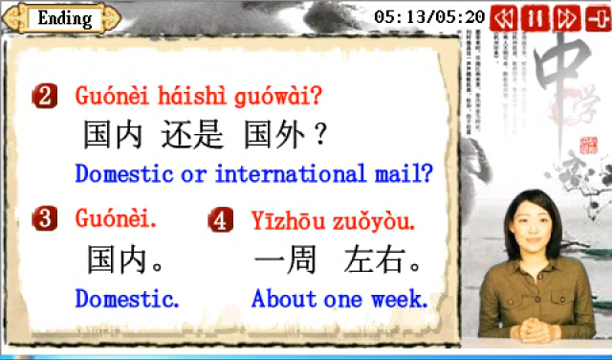 Ending
05:13/05:20
2 Guónèi háishì guówài?
国内 还是 国外？
Domestic or international mail?
3 Guónèi.
国内。
Domestic.
4 Yīzhōu zuǒyòu.
一周 左右。
About one week.
中
学